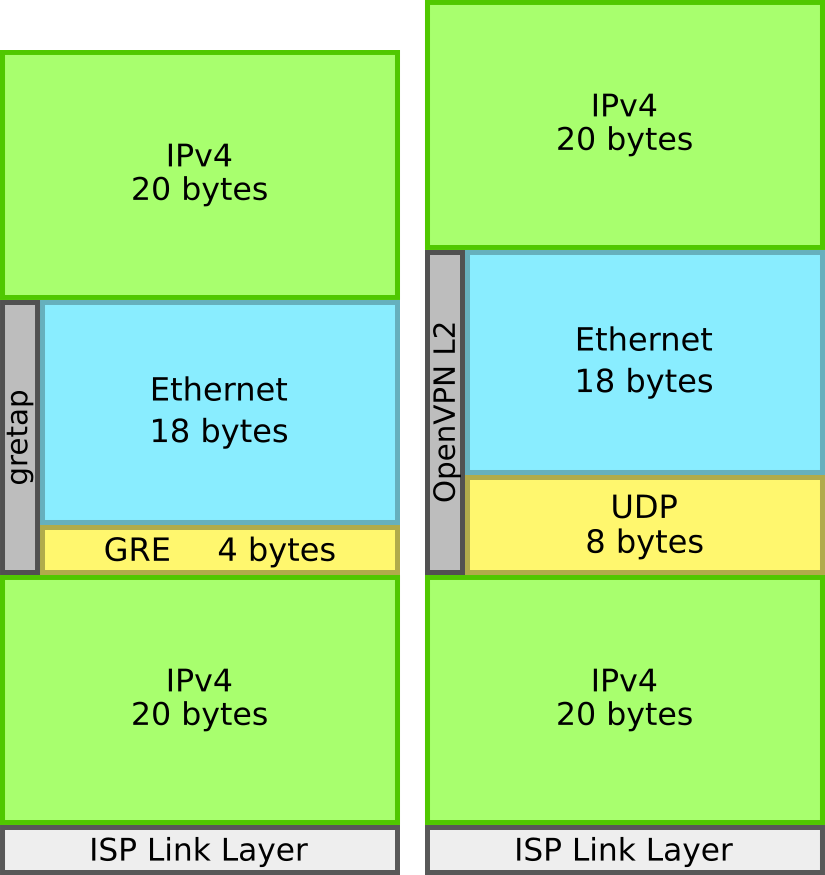 IPv4
20 bytes
gretap
Ethernet
18 bytes
GRE 4 bytes
IPv4
20 bytes
ISP Link Layer
IPv4
20 bytes
OpenVPN L2
Ethernet
18 bytes
UDP
8 bytes
IPv4
20 bytes
ISP Link Layer